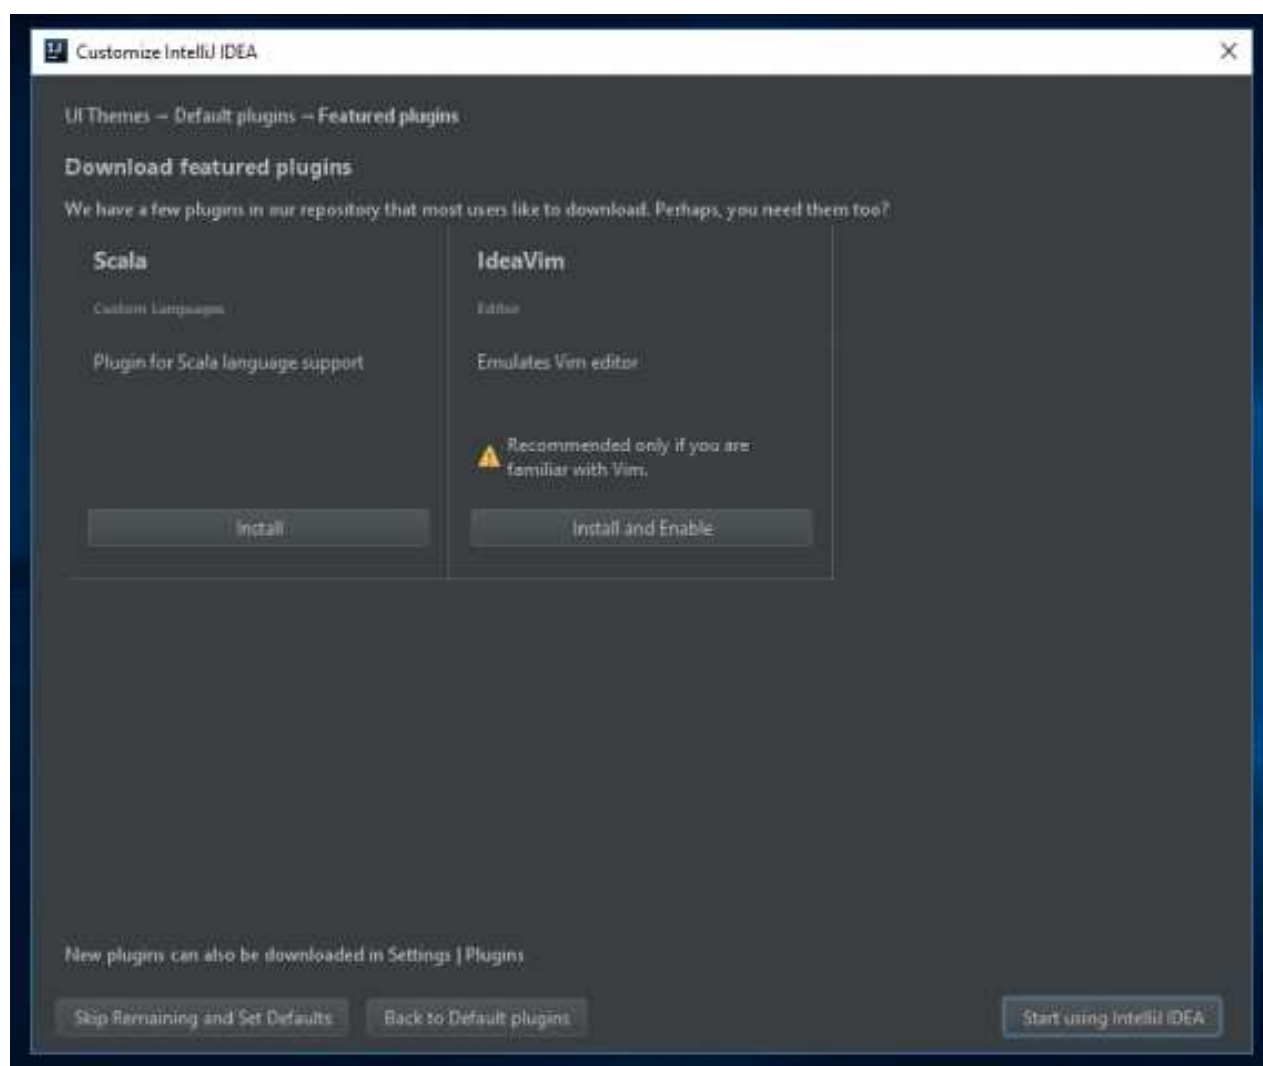 Customize IntelliJ IDEA
UI Themes – Default plugins – Featured plugins
Download featured plugins
We have a few plugins in our repository that most users like to download. Perhaps, you need them too?
Scala
IdeaVim
Custom Languages
Editor
Plugin for Scala language support
Emulates Vim editor
Recommended only if you are
familiar with Vim.
Install
Install and Enable
New plugins can also be downloaded in Settings | Plugins
Skip Remaining and Set Defaults
Back to Default plugins
Start using IntelliJ IDEA